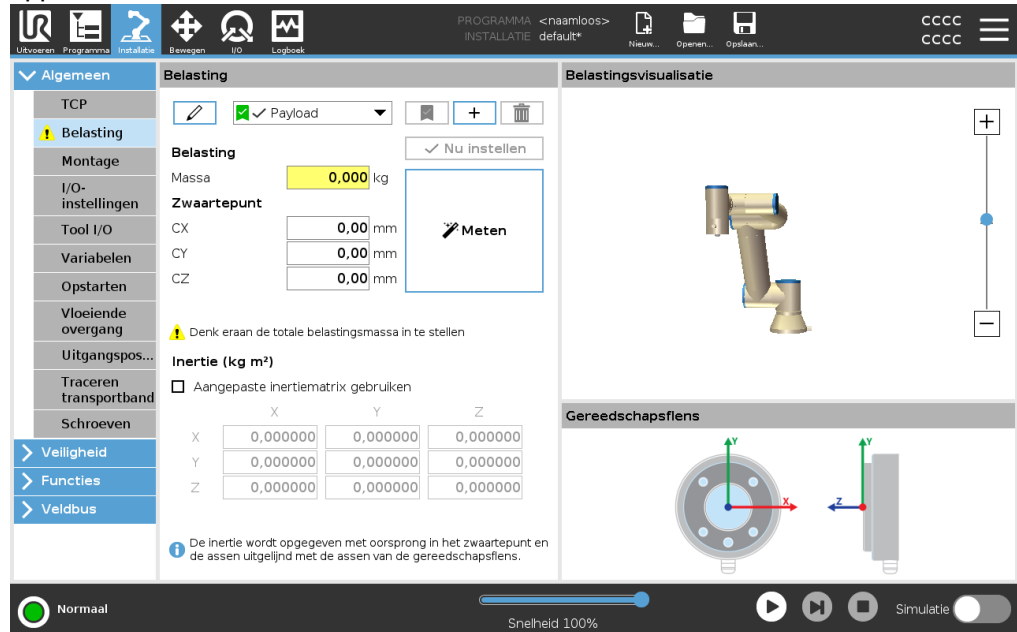 PROGRAMMA <naamloos>
INSTALLATIE default*
cccc
cccc
Uitvoeren Programma Installatie Bewegen I/O Logboek Nieuw... Openen... Opslaan...
Algemeen
TCP
Belasting
Montage
I/O-
instellingen
Tool I/O
Variabelen
Opstarten
Vloeiende
overgang
Uitgangspos...
Traceren
transportband
Schroeven
Veiligheid
Functies
Veldbus
Belasting
Payload
Belasting
Nu instellen
Massa 0,000 kg
Zwaartepunt
CX 0,00 mm
CY 0,00 mm
CZ 0,00 mm
Meten
Denk eraan de totale belastingsmassa in te stellen
Inertie (kg m²)
Aangepaste inertiematrix gebruiken
X Y Z
X 0,000000 0,000000 0,000000
Y 0,000000 0,000000 0,000000
Z 0,000000 0,000000 0,000000
De inertie wordt opgegeven met oorsprong in het zwaartepunt en
de assen uitgelijnd met de assen van de gereedschapsflens.
Belastingsvisualisatie
Gereedschapsflens
Y Y
X Z
Normaal
Snelheid 100%
Simulatie